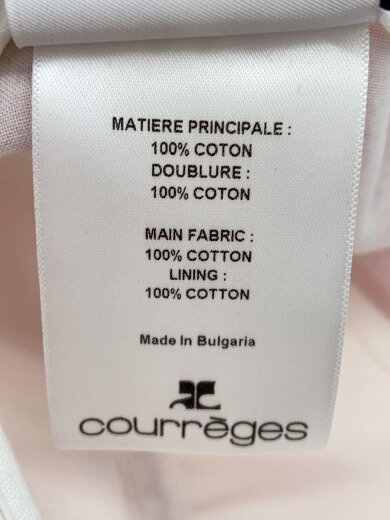 MATIERE PRINCIPALE :
100% COTON
DOUBLURE :
100% COTON
MAIN FABRIC :
100% COTTON
LINING :
100% COTTON
Made In Bulgaria
courrèges